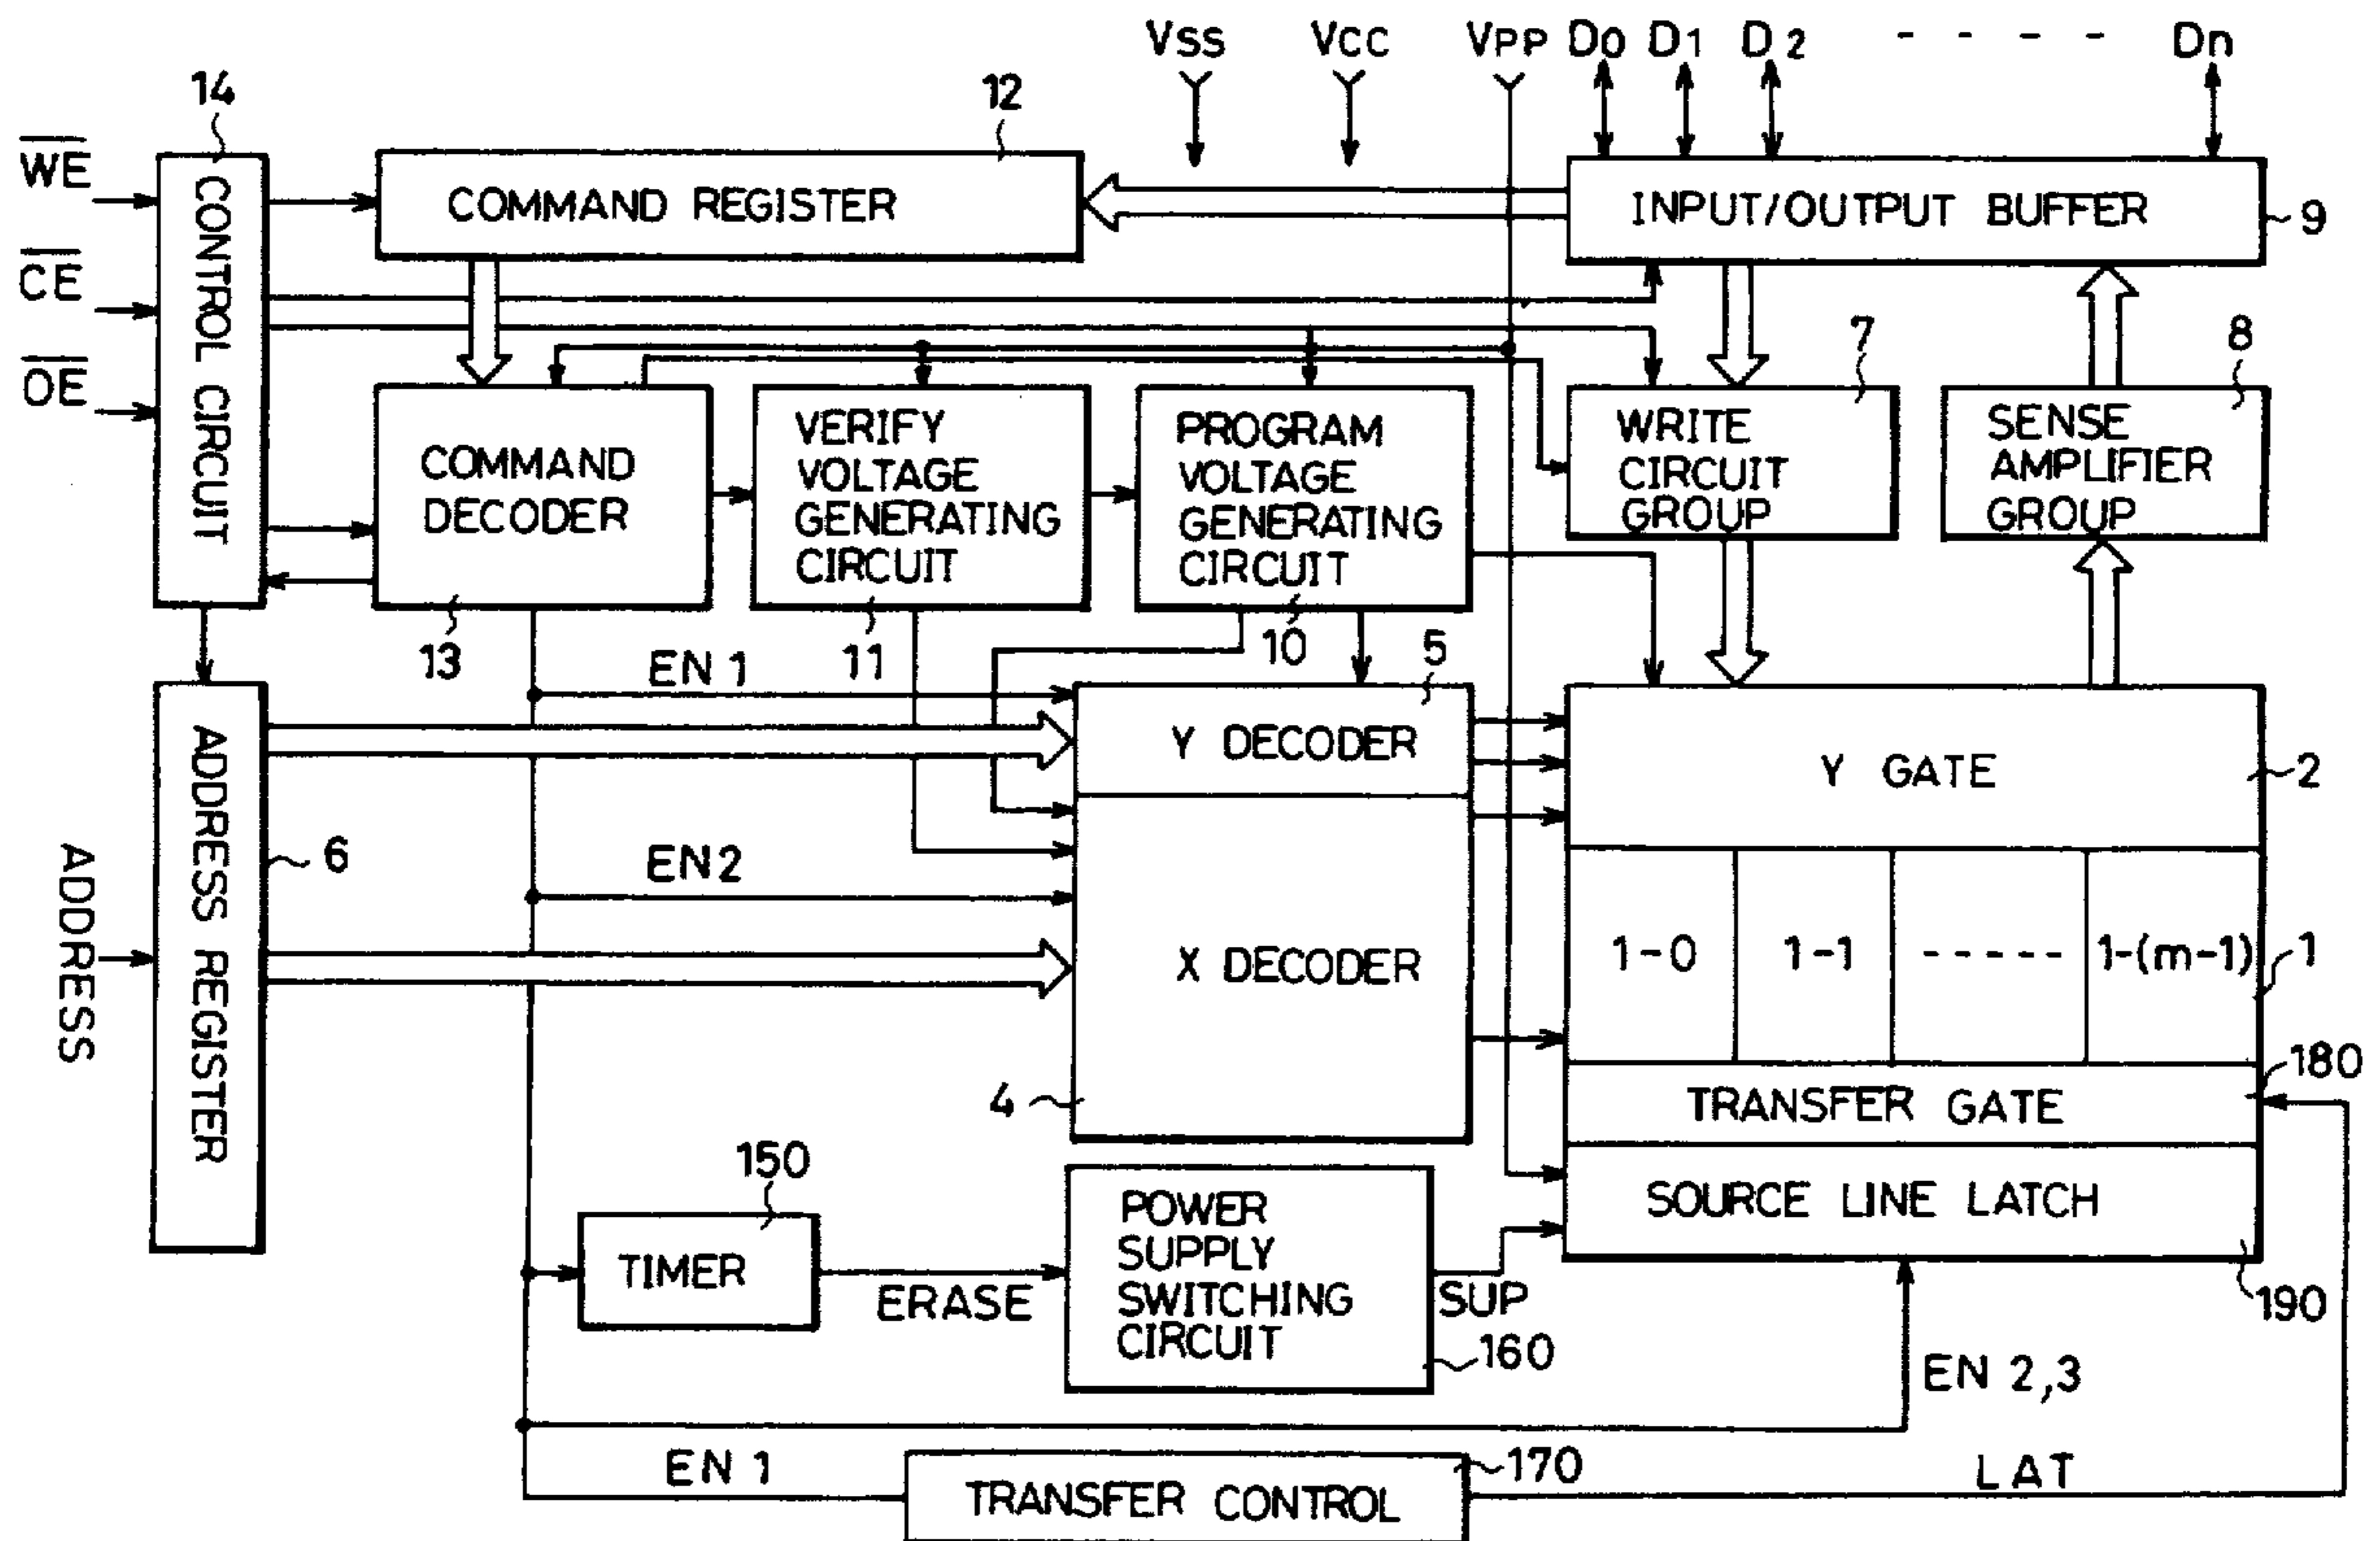 VSS VCC VPP D0 D1 D2 - - - - Dn
14
12
WE
COMMAND REGISTER
INPUT/OUTPUT BUFFER
9
CE
CONTROL CIRCUIT
OE
7
8
COMMAND
DECODER
VERIFY
VOLTAGE
GENERATING
CIRCUIT
PROGRAM
VOLTAGE
GENERATING
CIRCUIT
WRITE
CIRCUIT
GROUP
SENSE
AMPLIFIER
GROUP
13
11
10
5
EN 1
Y DECODER
Y GATE
2
ADDRESS
ADDRESS REGISTER
6
EN2
X DECODER
4
1-0
1-1
- - - - -
1-(m-1)
1
180
TRANSFER GATE
SOURCE LINE LATCH
190
150
TIMER
ERASE
POWER
SUPPLY
SWITCHING
CIRCUIT
SUP
160
EN 2,3
EN 1
TRANSFER CONTROL
170
LAT